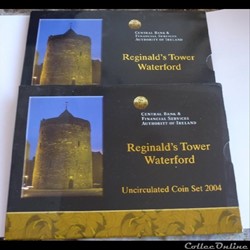 CENTRAL BANK &
FINANCIAL SERVICES
AUTHORITY OF IRELAND
Reginald's Tower
Waterford
CENTRAL BANK &
FINANCIAL SERVICES
AUTHORITY OF IRELAND
Reginald's Tower
Waterford
Uncirculated Coin Set 2004
CollecOnline